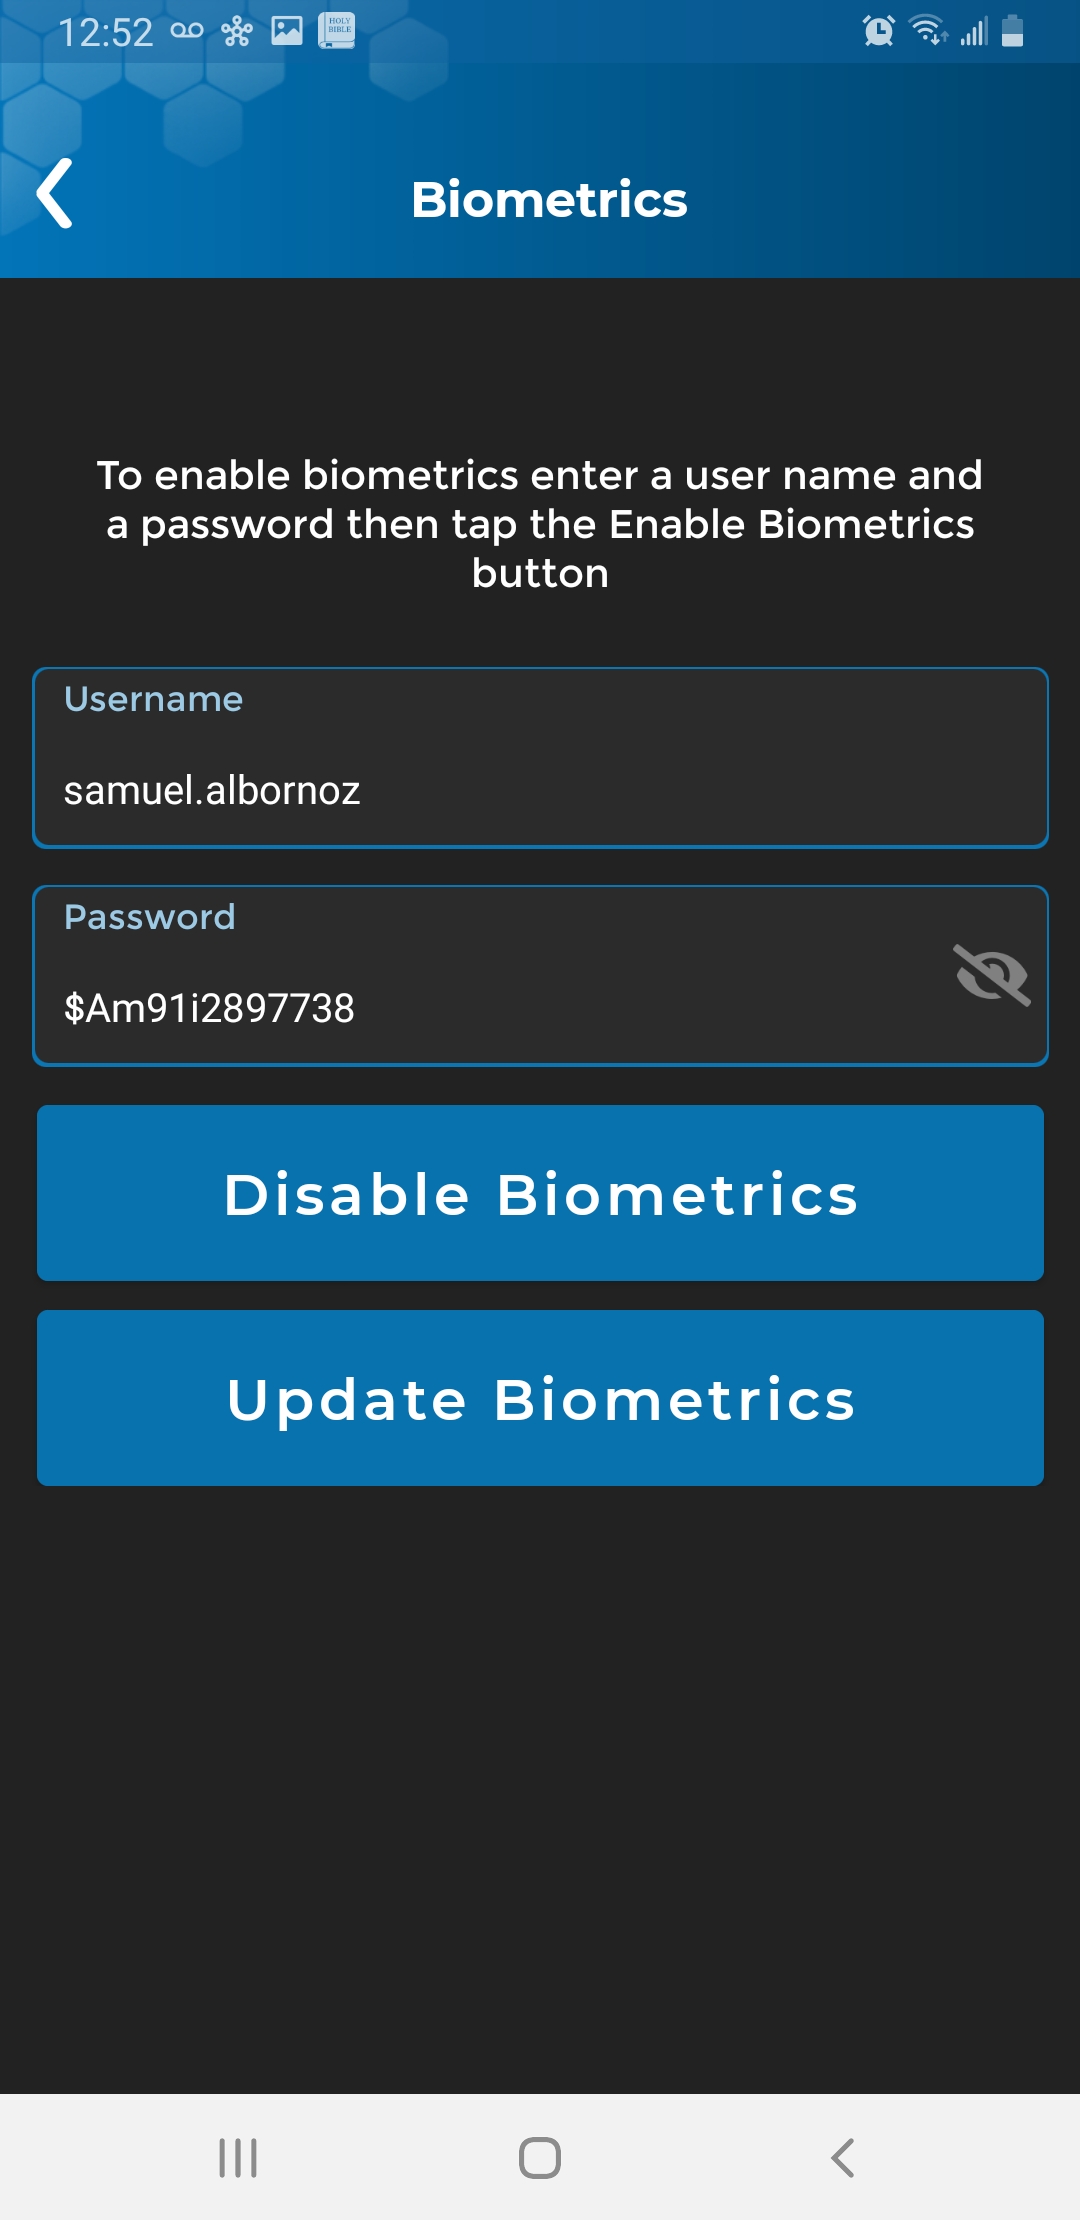 12:52
HOLY
BIBLE
Biometrics
To enable biometrics enter a user name and
a password then tap the Enable Biometrics
button
Username
samuel.albornoz
Password
$Am91i2897738
Disable Biometrics
Update Biometrics